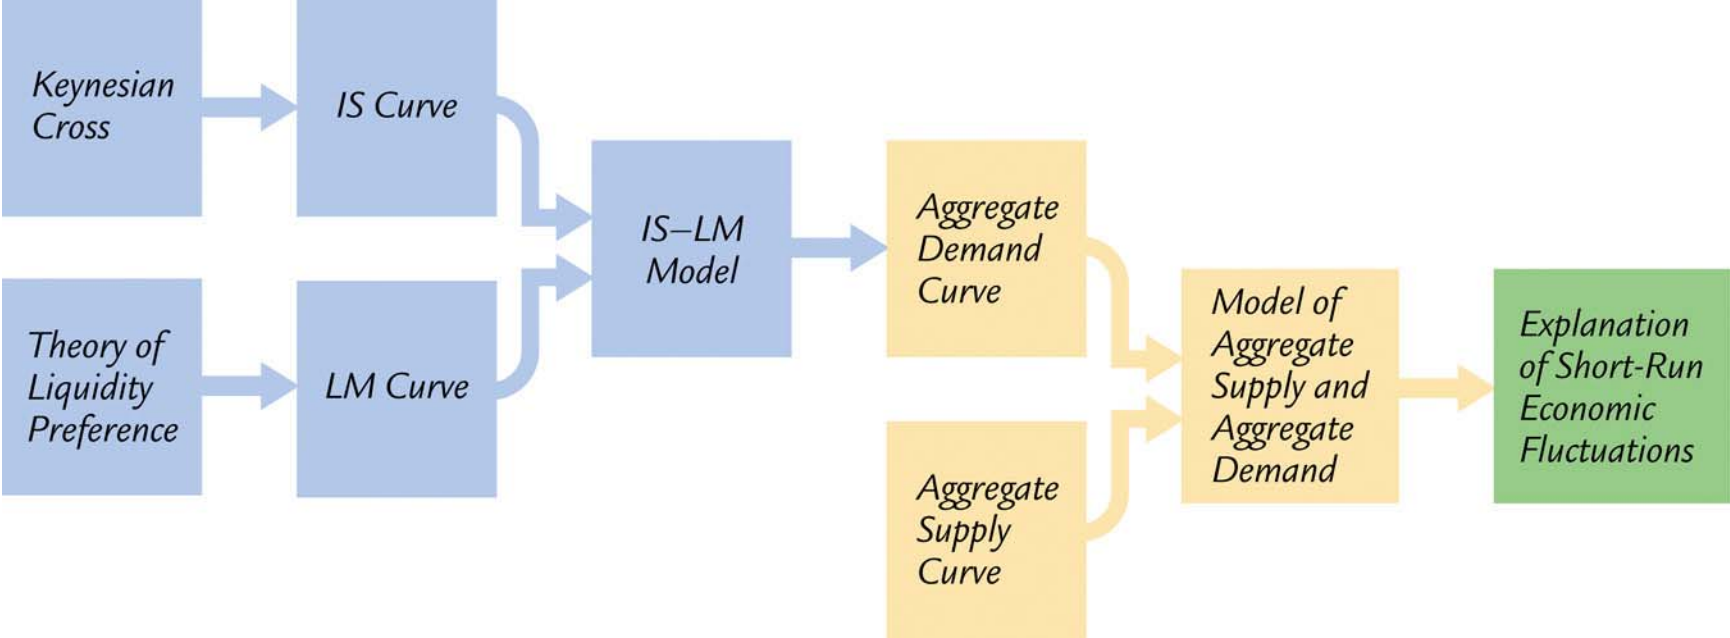 Keynesian
Cross
IS Curve
Theory of
Liquidity
Preference
LM Curve
IS–LM
Model
Aggregate
Demand
Curve
Aggregate
Supply
Curve
Model of
Aggregate
Supply and
Aggregate
Demand
Explanation
of Short-Run
Economic
Fluctuations